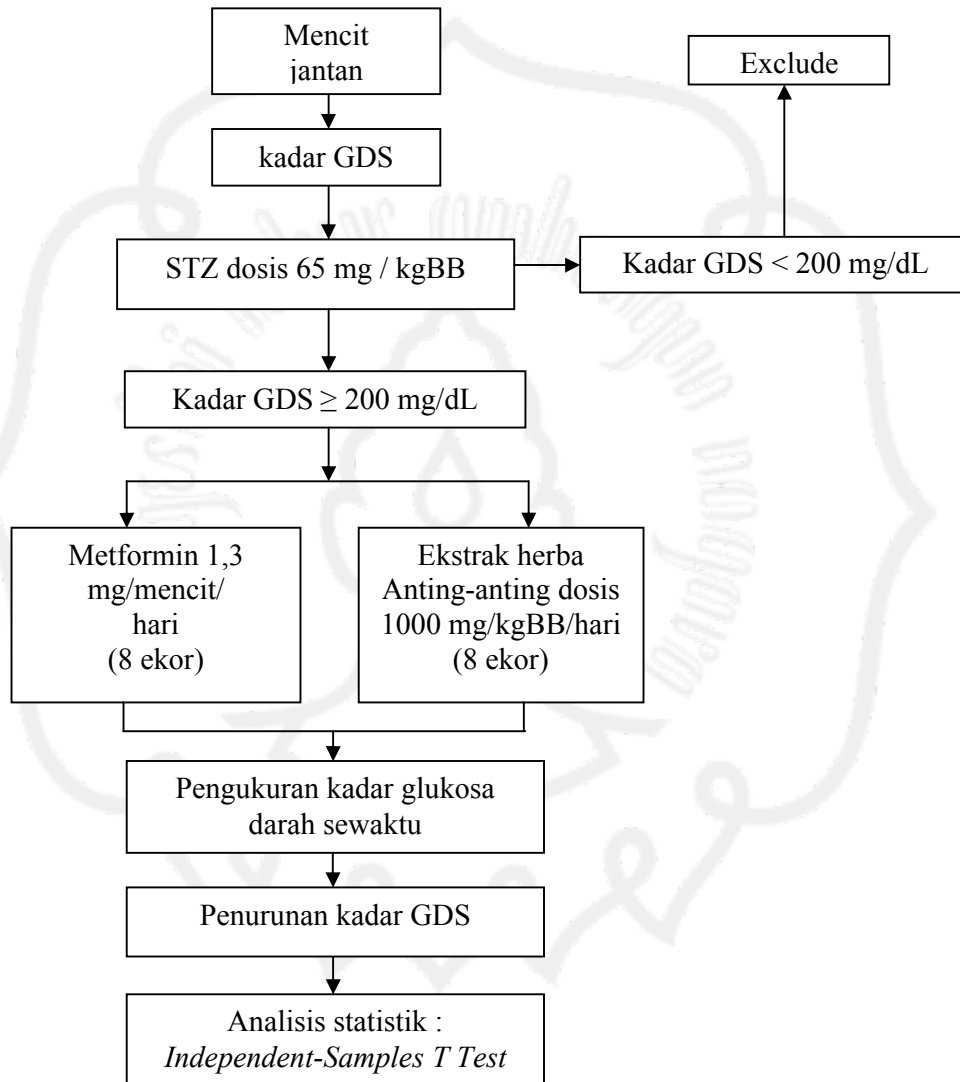 Mencit
jantan
Exclude
kadar GDS
STZ dosis 65 mg / kgBB
Kadar GDS < 200 mg/dL
Kadar GDS ≥ 200 mg/dL
Metformin 1,3
mg/mencit/
hari
(8 ekor)
Ekstrak herba
Anting-anting dosis
1000 mg/kgBB/hari
(8 ekor)
Pengukuran kadar glukosa
darah sewaktu
Penurunan kadar GDS
Analisis statistik :
Independent-Samples T Test